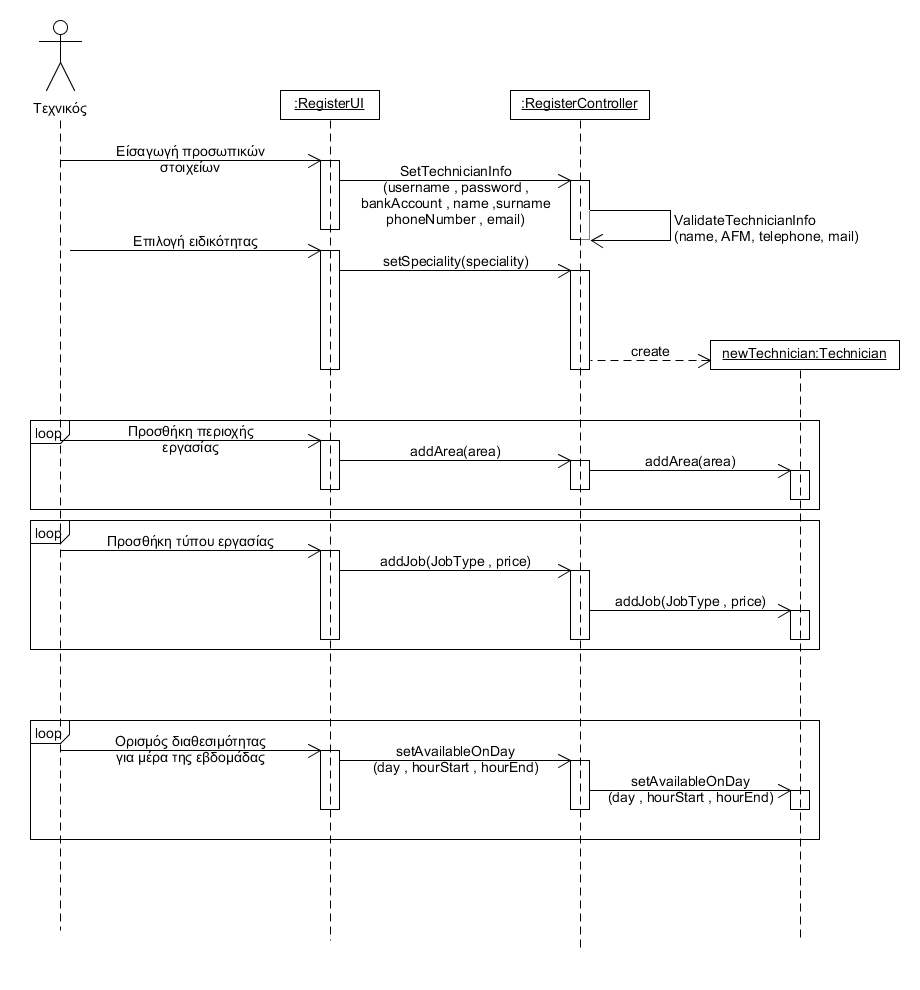 Τεχνικός
:RegisterUI
:RegisterController
Είσαγωγή προσωπικών
στοιχείων
SetTechnicianInfo
(username , password ,
bankAccount , name ,surname
phoneNumber , email)
ValidateTechnicianInfo
(name, AFM, telephone, mail)
Επιλογή ειδικότητας
setSpeciality(speciality)
create
newTechnician:Technician
loop
Προσθήκη περιοχής
εργασίας
addArea(area)
addArea(area)
loop
Προσθήκη τύπου εργασίας
addJob(JobType , price)
addJob(JobType , price)
loop
Ορισμός διαθεσιμότητας
για μέρα της εβδομάδας
setAvailableOnDay
(day , hourStart , hourEnd)
setAvailableOnDay
(day , hourStart , hourEnd)